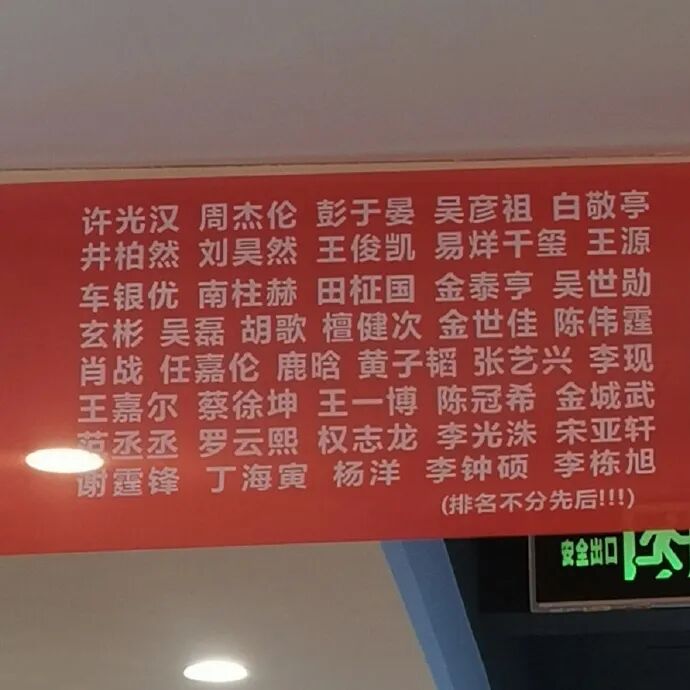 许光汉 周杰伦 彭于晏 吴彦祖 白敬亭
井柏然 刘昊然 王俊凯 易烊千玺 王源
车银优 南柱赫 田柾国 金泰亨 吴世勋
玄彬 吴磊 胡歌 檀健次 金世佳 陈伟霆
肖战 任嘉伦 鹿晗 黄子韬 张艺兴 李现
王嘉尔 蔡徐坤 王一博 陈冠希 金城武
范丞丞 罗云熙 权志龙 李光洙 宋亚轩
谢霆锋 丁海寅 杨洋 李钟硕 李栋旭
(排名不分先后!!!)
安全出口